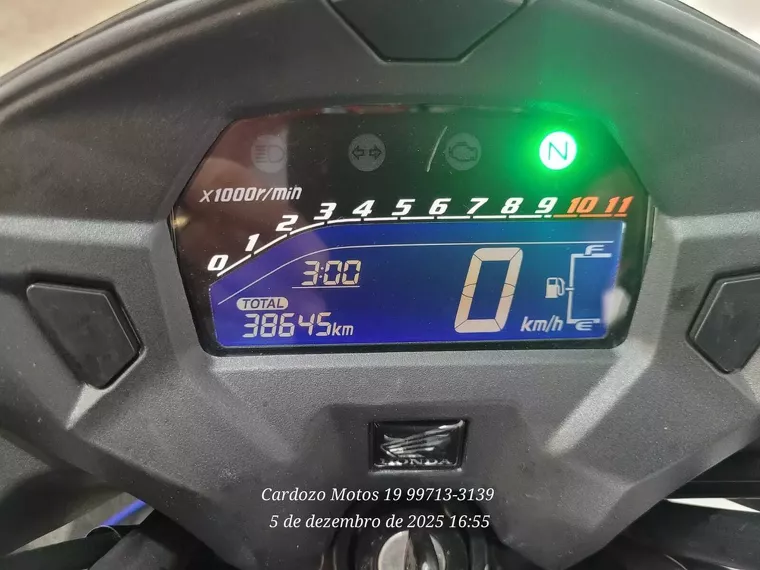 N
x1000r/min
0 1 2 3 4 5 6 7 8 9 10 11
3:00
0
F
TOTAL
38645km
km/h
E
HONDA
Cardozo Motos 19 99713-3139
5 de dezembro de 2025 16:55